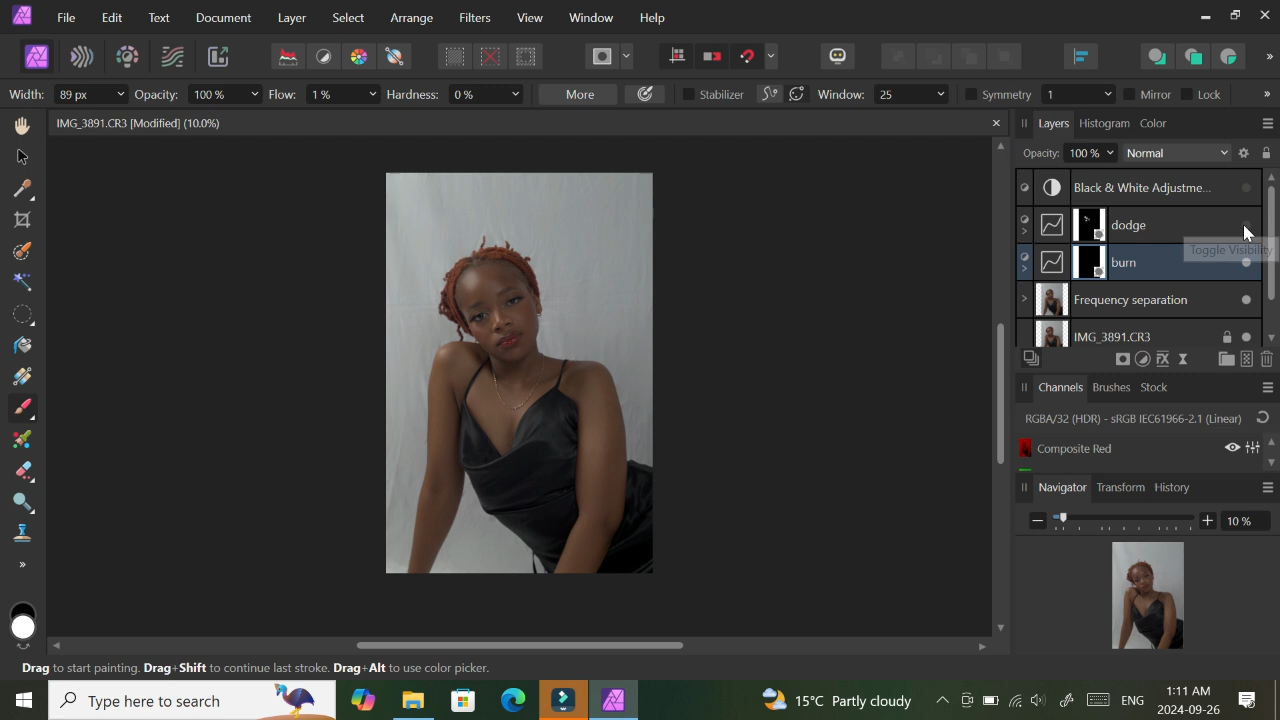 File Edit Text Document Layer Select Arrange Filters View Window Help
Width: 89 px Opacity: 100 % Flow: 1 % Hardness: 0 % More Stabilizer Window: 25 Symmetry 1 Mirror Lock
IMG_3891.CR3 [Modified] (10.0%)
Layers Histogram Color
Opacity: 100 % Normal
Black & White Adjustme...
dodge
Toggle Visibility
burn
Frequency separation
IMG_3891.CR3
Channels Brushes Stock
RGBA/32 (HDR) - sRGB IEC61966-2.1 (Linear)
Composite Red
Navigator Transform History
10 %
Drag to start painting. Drag+Shift to continue last stroke. Drag+Alt to use color picker.
Type here to search
15°C Partly cloudy
ENG
1:11 AM
2024-09-26